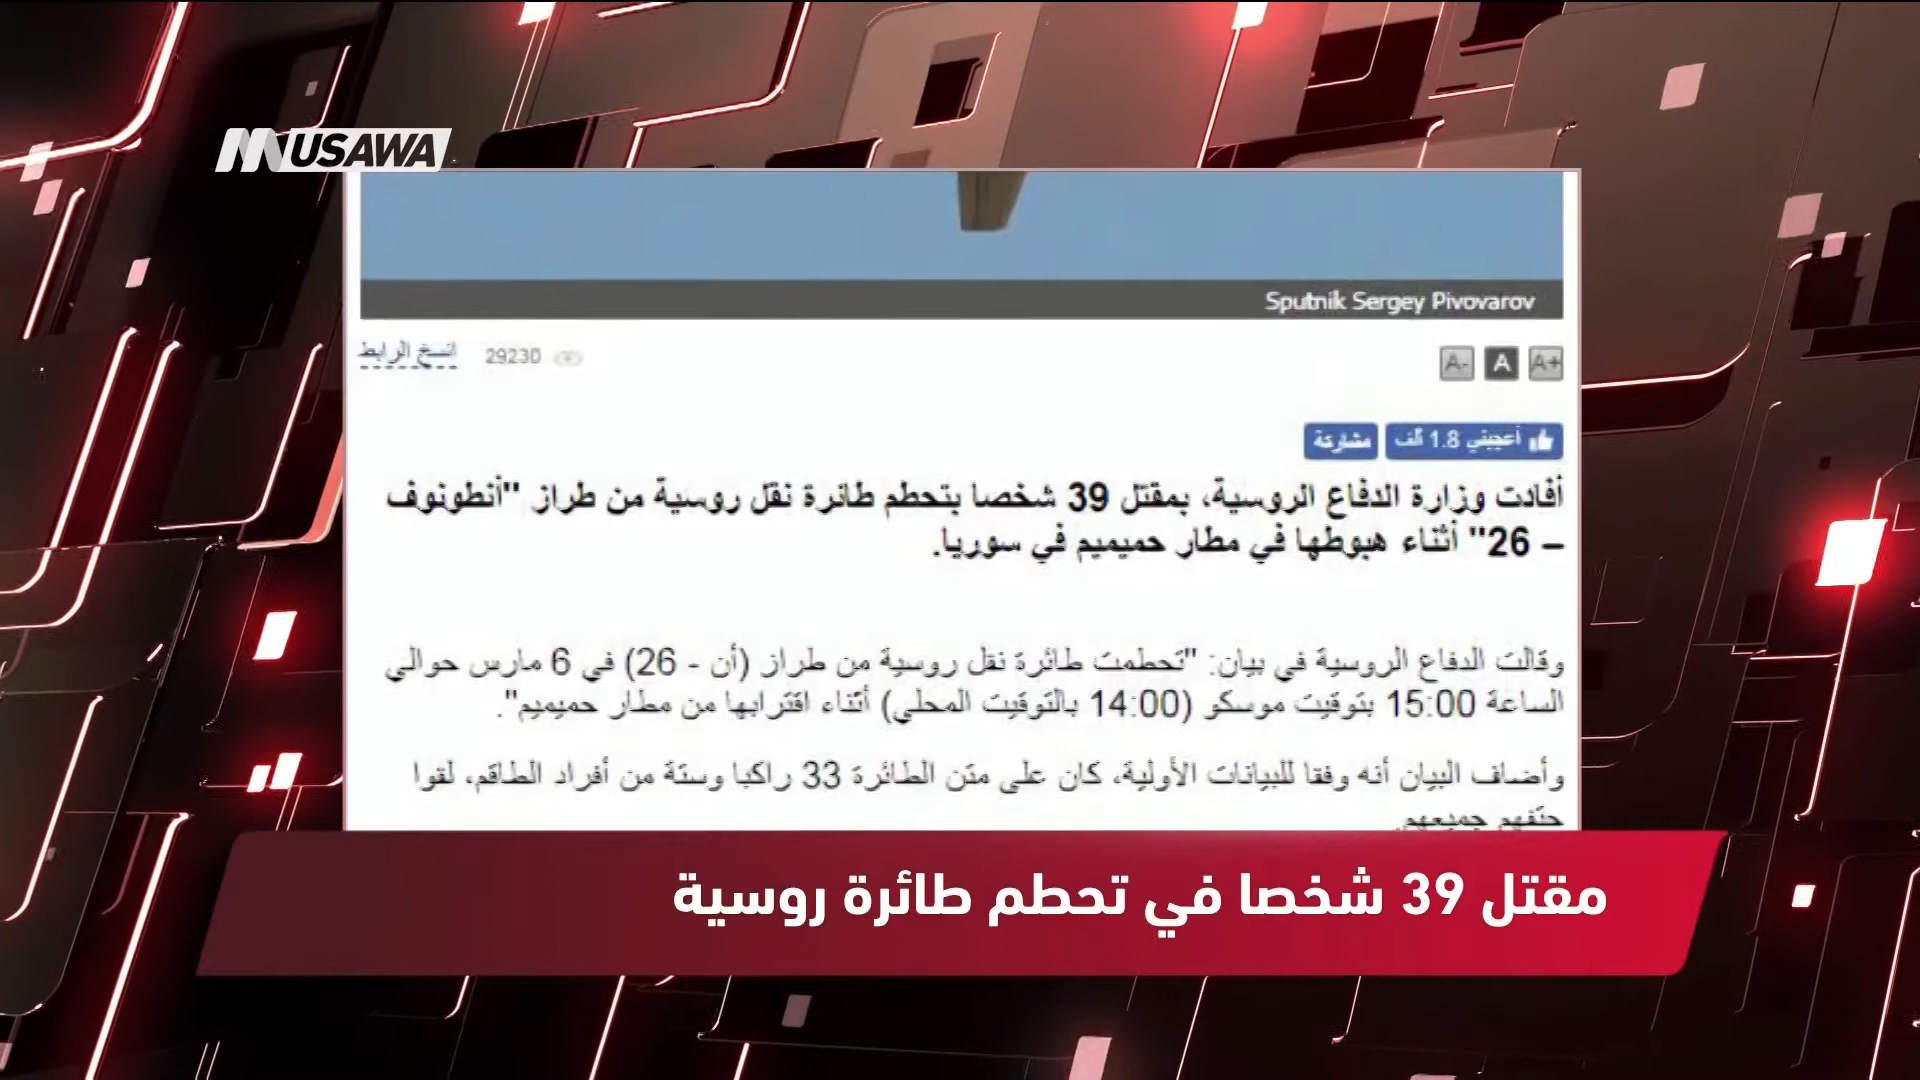 MUSAWA
Sputnik Sergey Pivovarov
A- A A+
29230 انسخ الرابط
أعجبني 1.8 ألف مشاركة
أفادت وزارة الدفاع الروسية، بمقتل 39 شخصا بتحطم طائرة نقل روسية من طراز "أنطونوف
– 26" أثناء هبوطها في مطار حميميم في سوريا.
وقالت الدفاع الروسية في بيان: "تحطمت طائرة نقل روسية من طراز (أن - 26) في 6 مارس حوالي
الساعة 15:00 بتوقيت موسكو (14:00 بالتوقيت المحلي) أثناء اقترابها من مطار حميميم".
وأضاف البيان أنه وفقا للبيانات الأولية، كان على متن الطائرة 33 راكبا وستة من أفراد الطاقم، لقوا
حتفهم جميعهم.
مقتل 39 شخصا في تحطم طائرة روسية